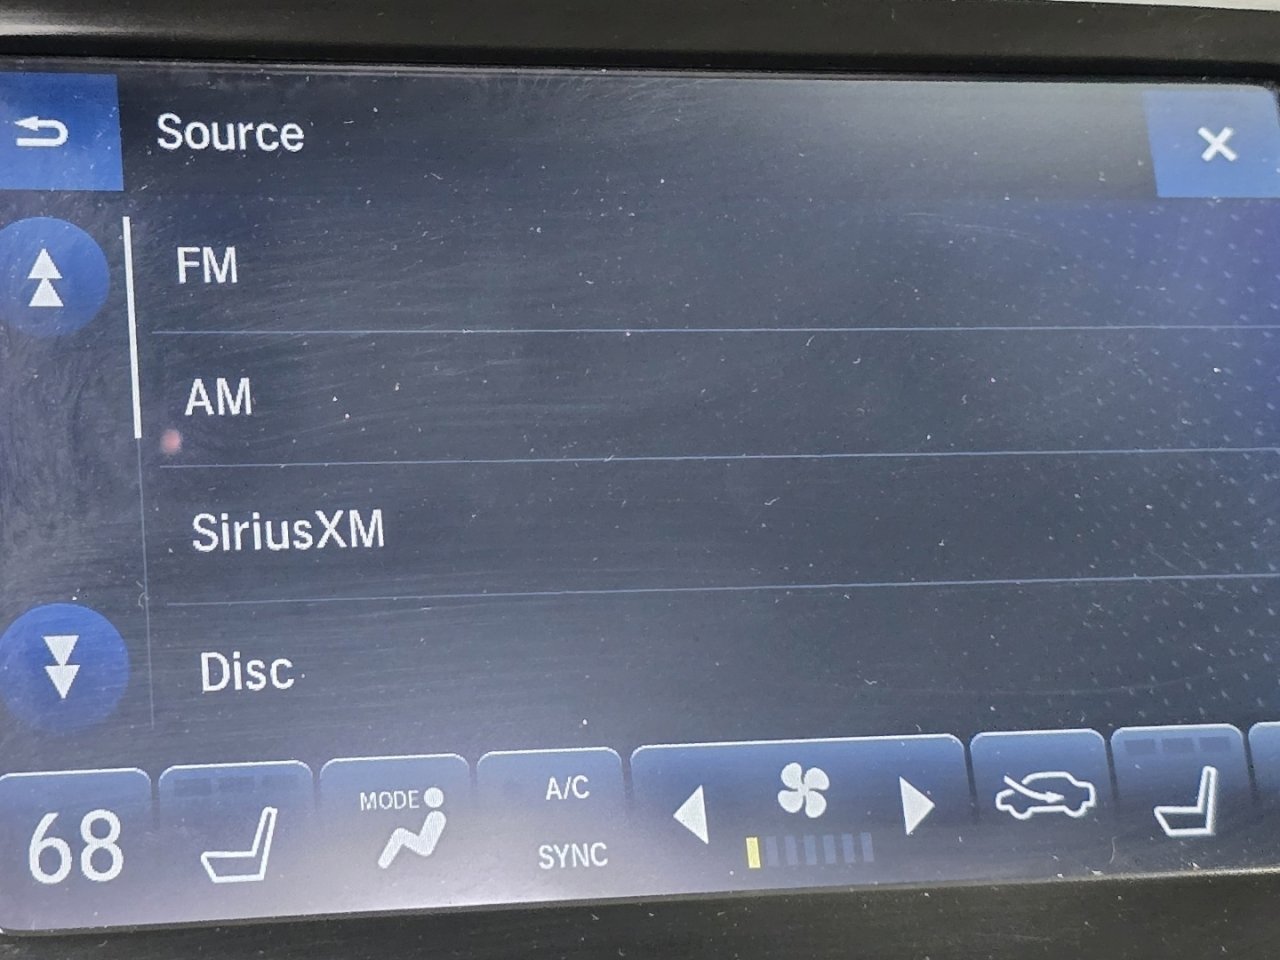 Source
FM
AM
SiriusXM
Disc
68
MODE
A/C
SYNC